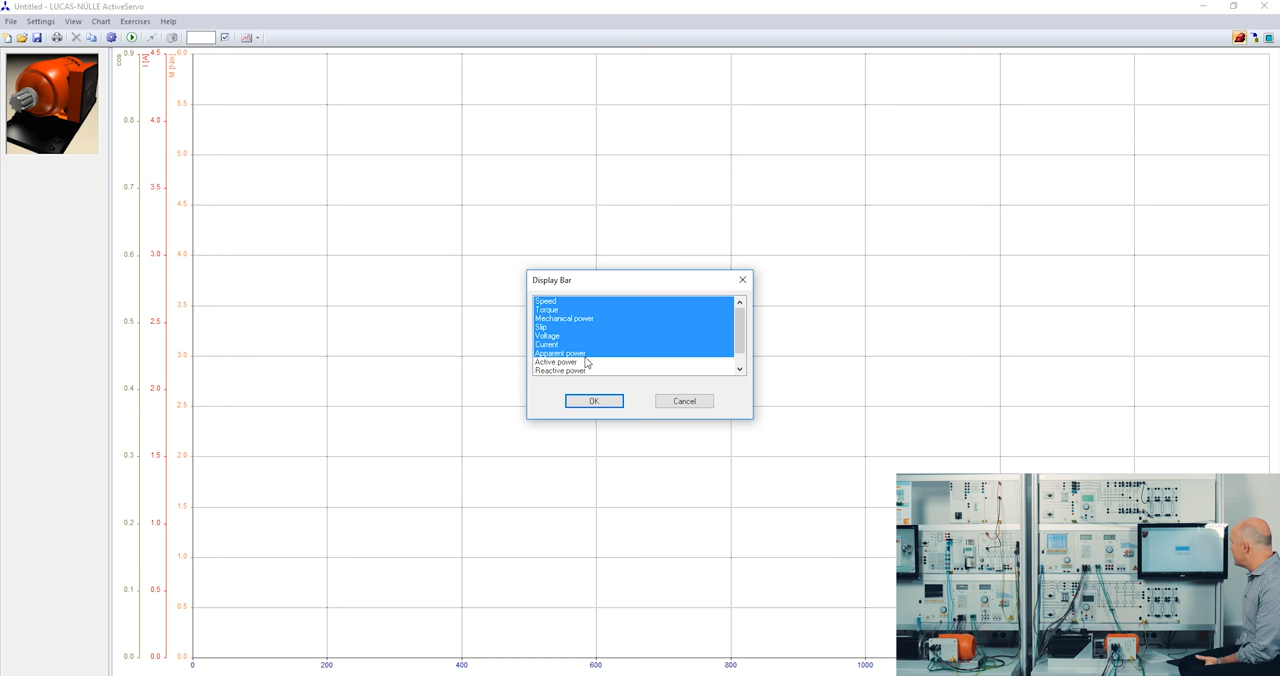 Untitled - LUCAS-NÜLLE ActiveServo
File Settings View Chart Exercises Help
cos
I [A]
M [Nm]
0.9 4.5 6.0
5.5
0.8 4.0
5.0
0.7 3.5
4.5
0.6 3.0 4.0
3.5
0.5 2.5
3.0
0.4 2.0
2.5
0.3 1.5 2.0
1.5
0.2 1.0
1.0
0.1 0.5
0.5
0.0 0.0 0.0
0 200 400 600 800 1000
Display Bar
Speed
Torque
Mechanical power
Slip
Voltage
Current
Apparent power
Active power
Reactive power
OK Cancel